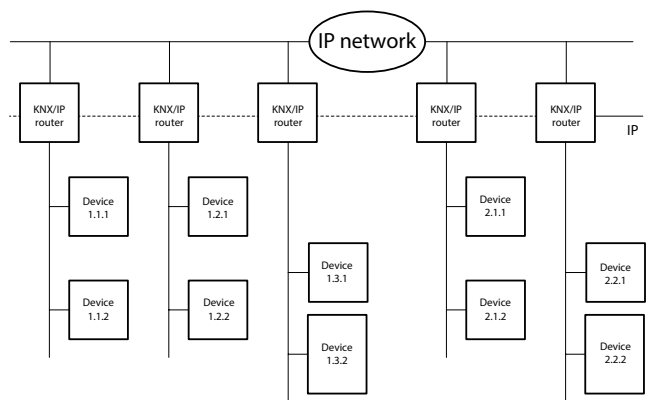 IP network
KNX/IP
router
KNX/IP
router
KNX/IP
router
KNX/IP
router
KNX/IP
router
IP
Device
1.1.1
Device
1.2.1
Device
2.1.1
Device
1.3.1
Device
2.2.1
Device
1.1.2
Device
1.2.2
Device
2.1.2
Device
1.3.2
Device
2.2.2